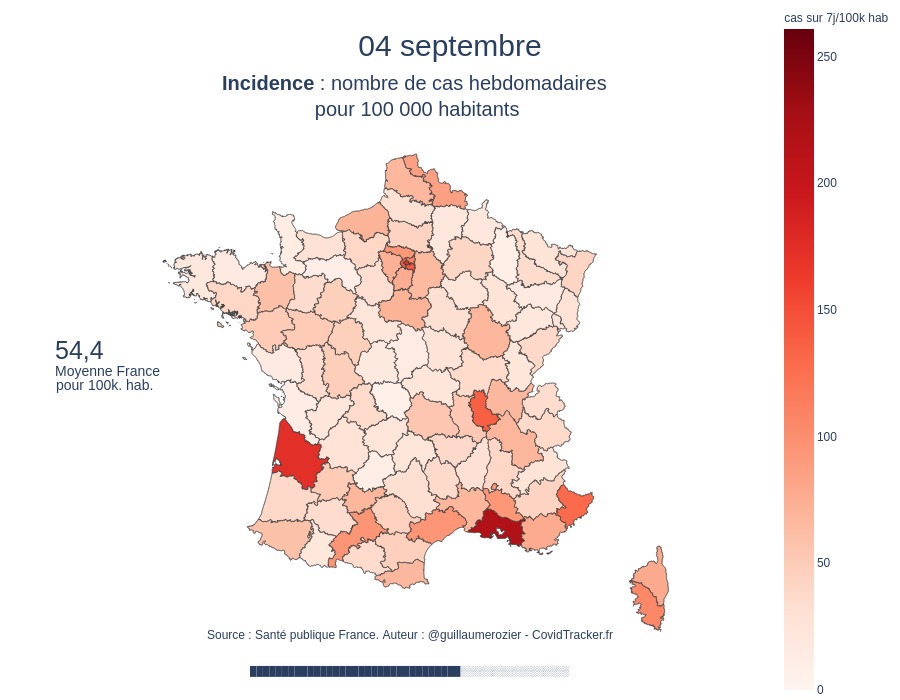 cas sur 7j/100k hab
04 septembre
Incidence : nombre de cas hebdomadaires
pour 100 000 habitants
250
200
150
100
50
0
54,4
Moyenne France
pour 100k. hab.
Source : Santé publique France. Auteur : @guillaumerozier - CovidTracker.fr